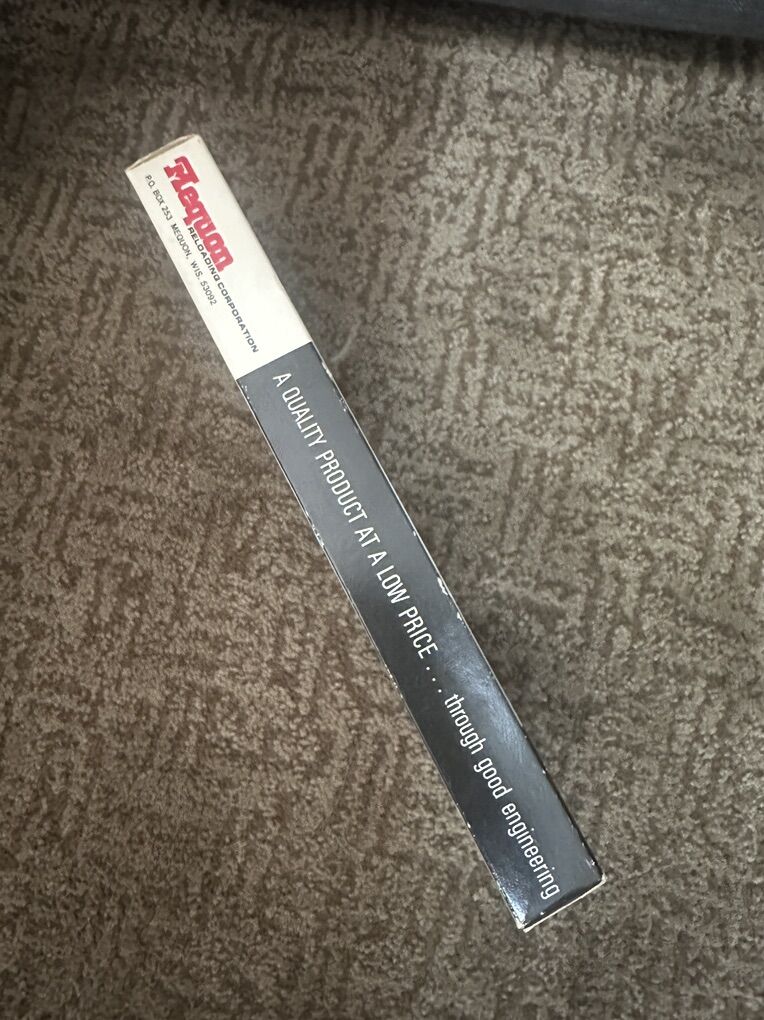 Mequon
RELOADING CORPORATION
P.O. BOX 253 MEQUON, WIS. 53092
A QUALITY PRODUCT AT A LOW PRICE . . . . through good engineering